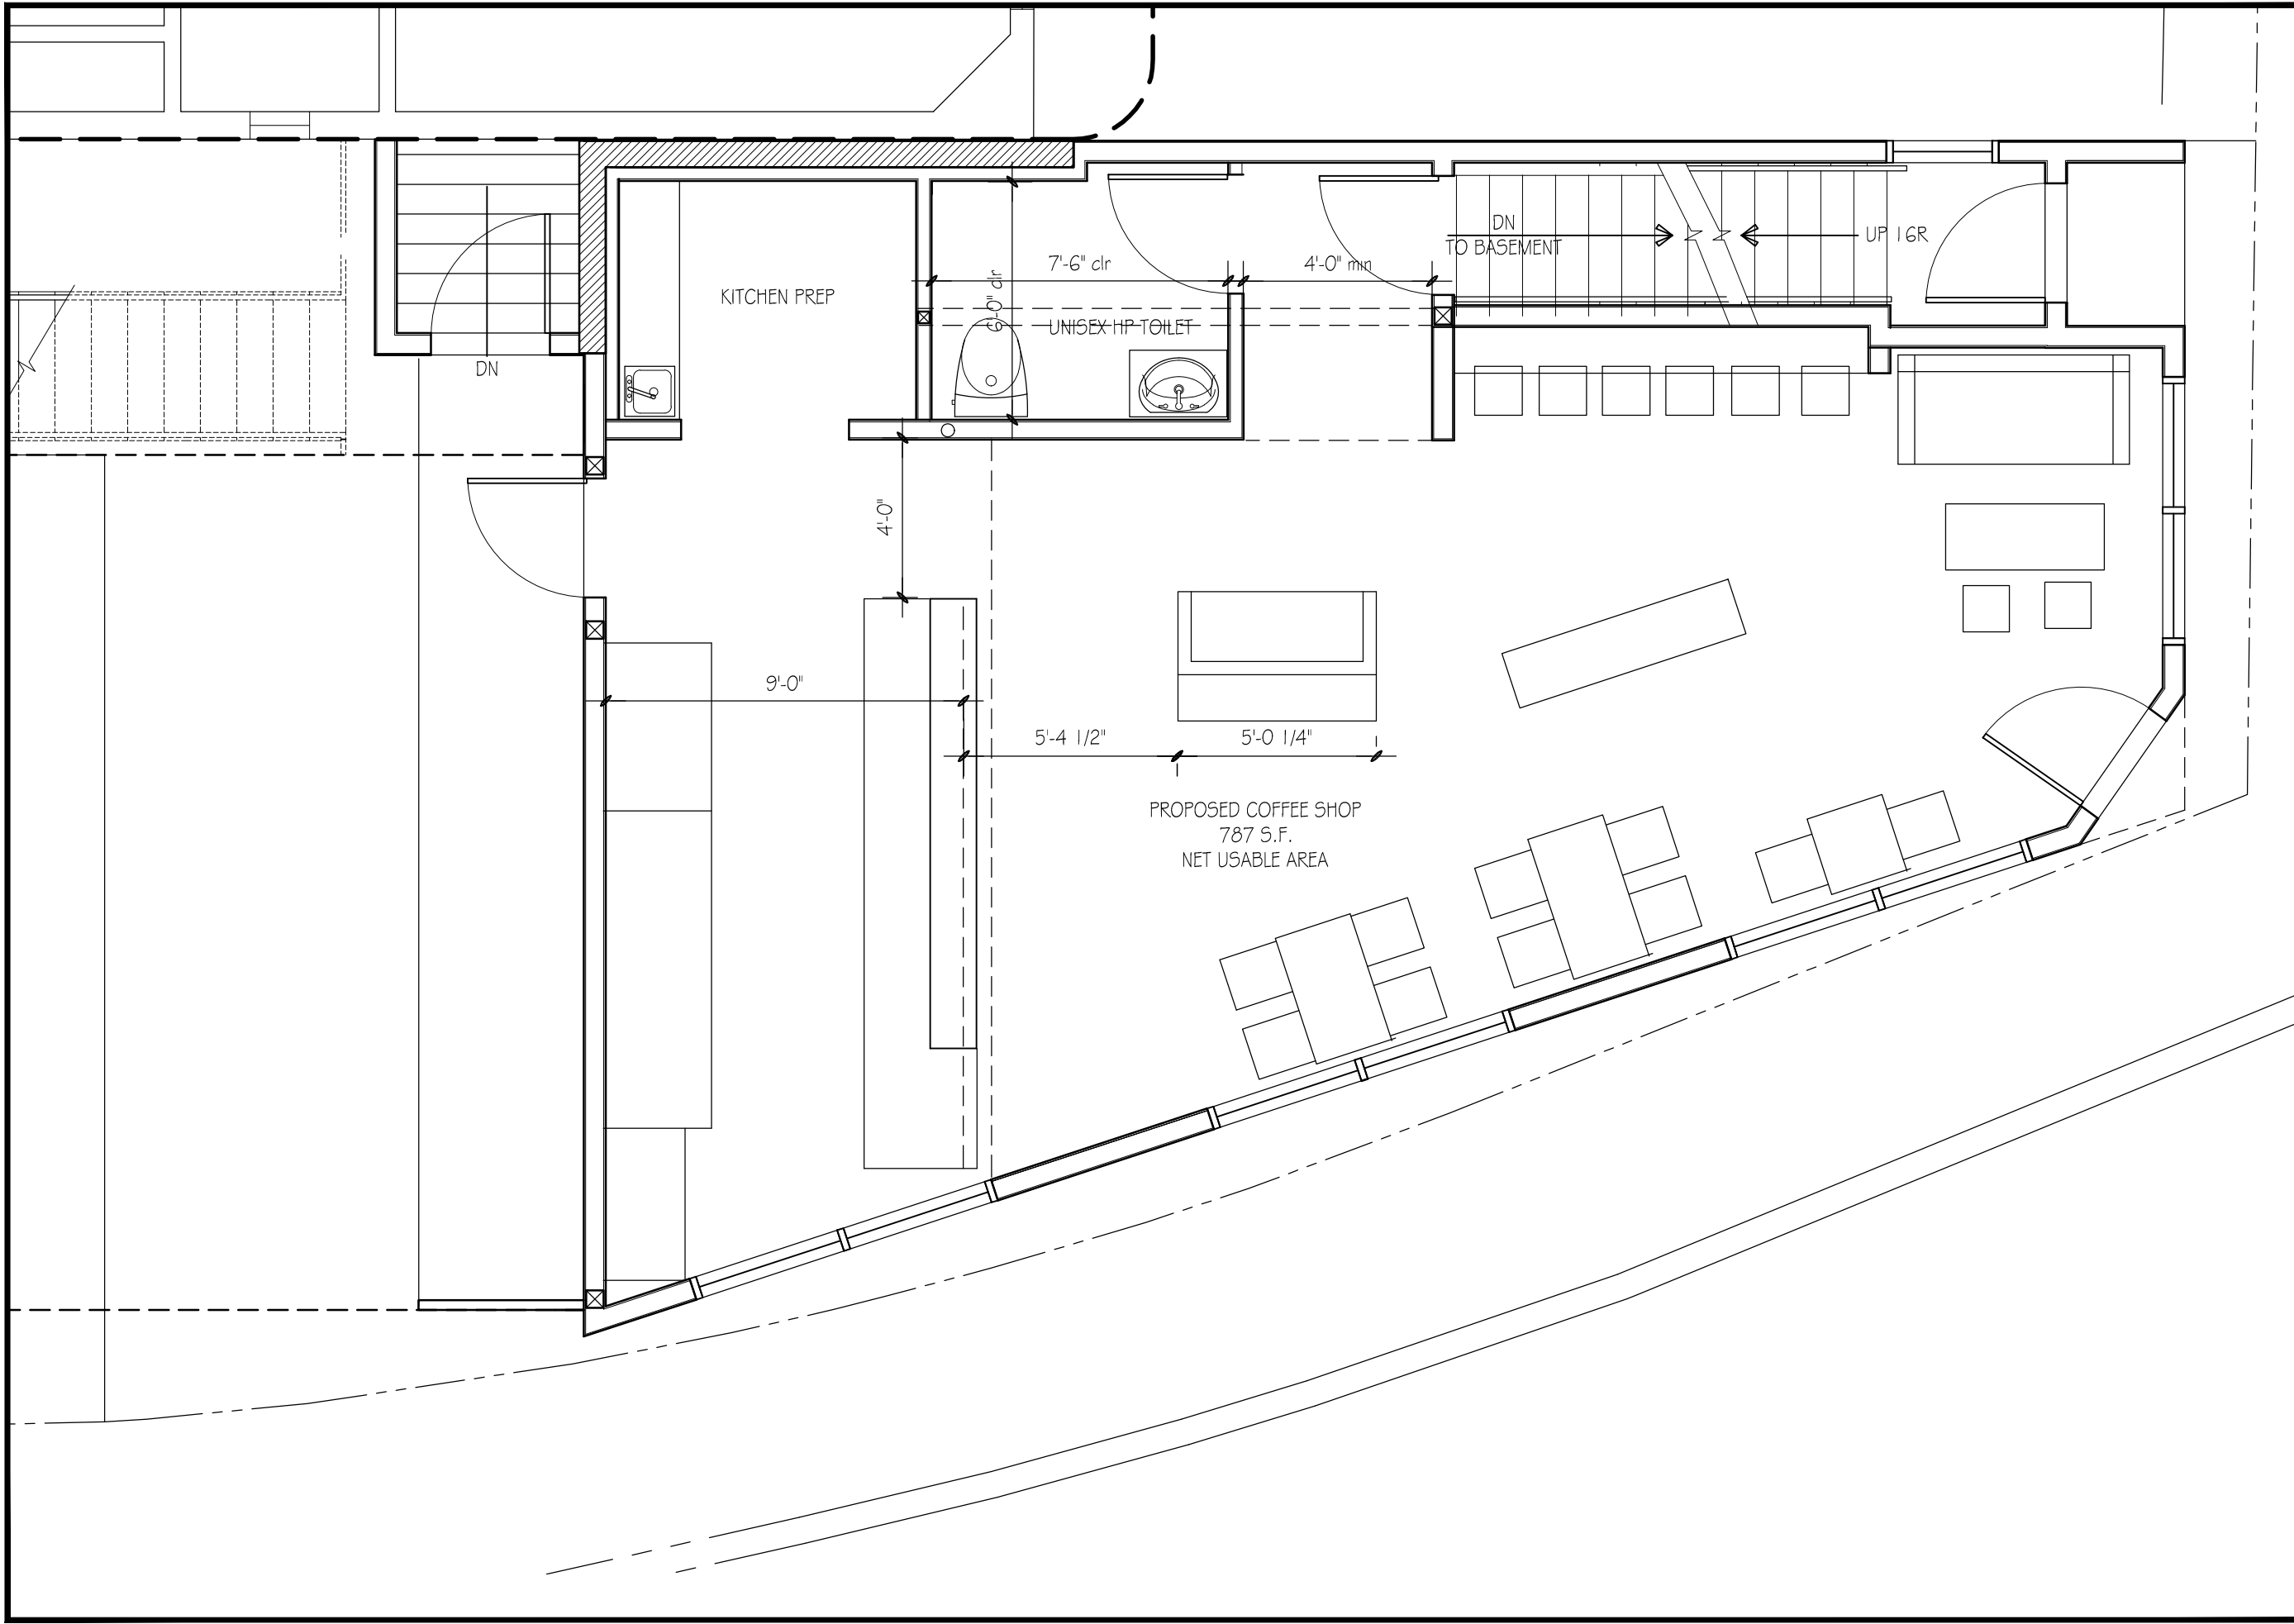 DN
TO BASEMENT
UP 16R
7'-6" clr
4'-0" min
6'-0" clr
KITCHEN PREP
UNISEX HP TOILET
DN
4'-0"
9'-0"
5'-4 1/2"
5'-0 1/4"
PROPOSED COFFEE SHOP
787 S.F.
NET USABLE AREA